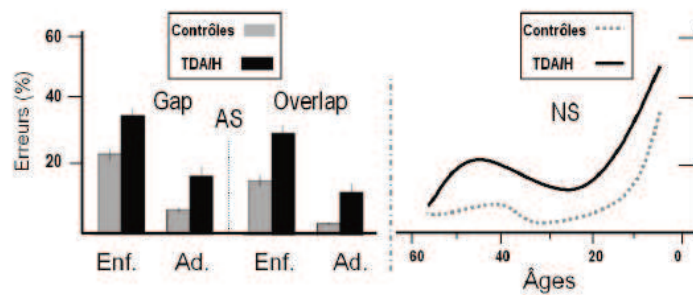 60
40
20
Erreurs (%)
Contrôles
TDA/H
Gap
AS
Overlap
Enf.
Ad.
Enf.
Ad.
Contrôles
TDA/H
NS
60
40
20
0
Âges